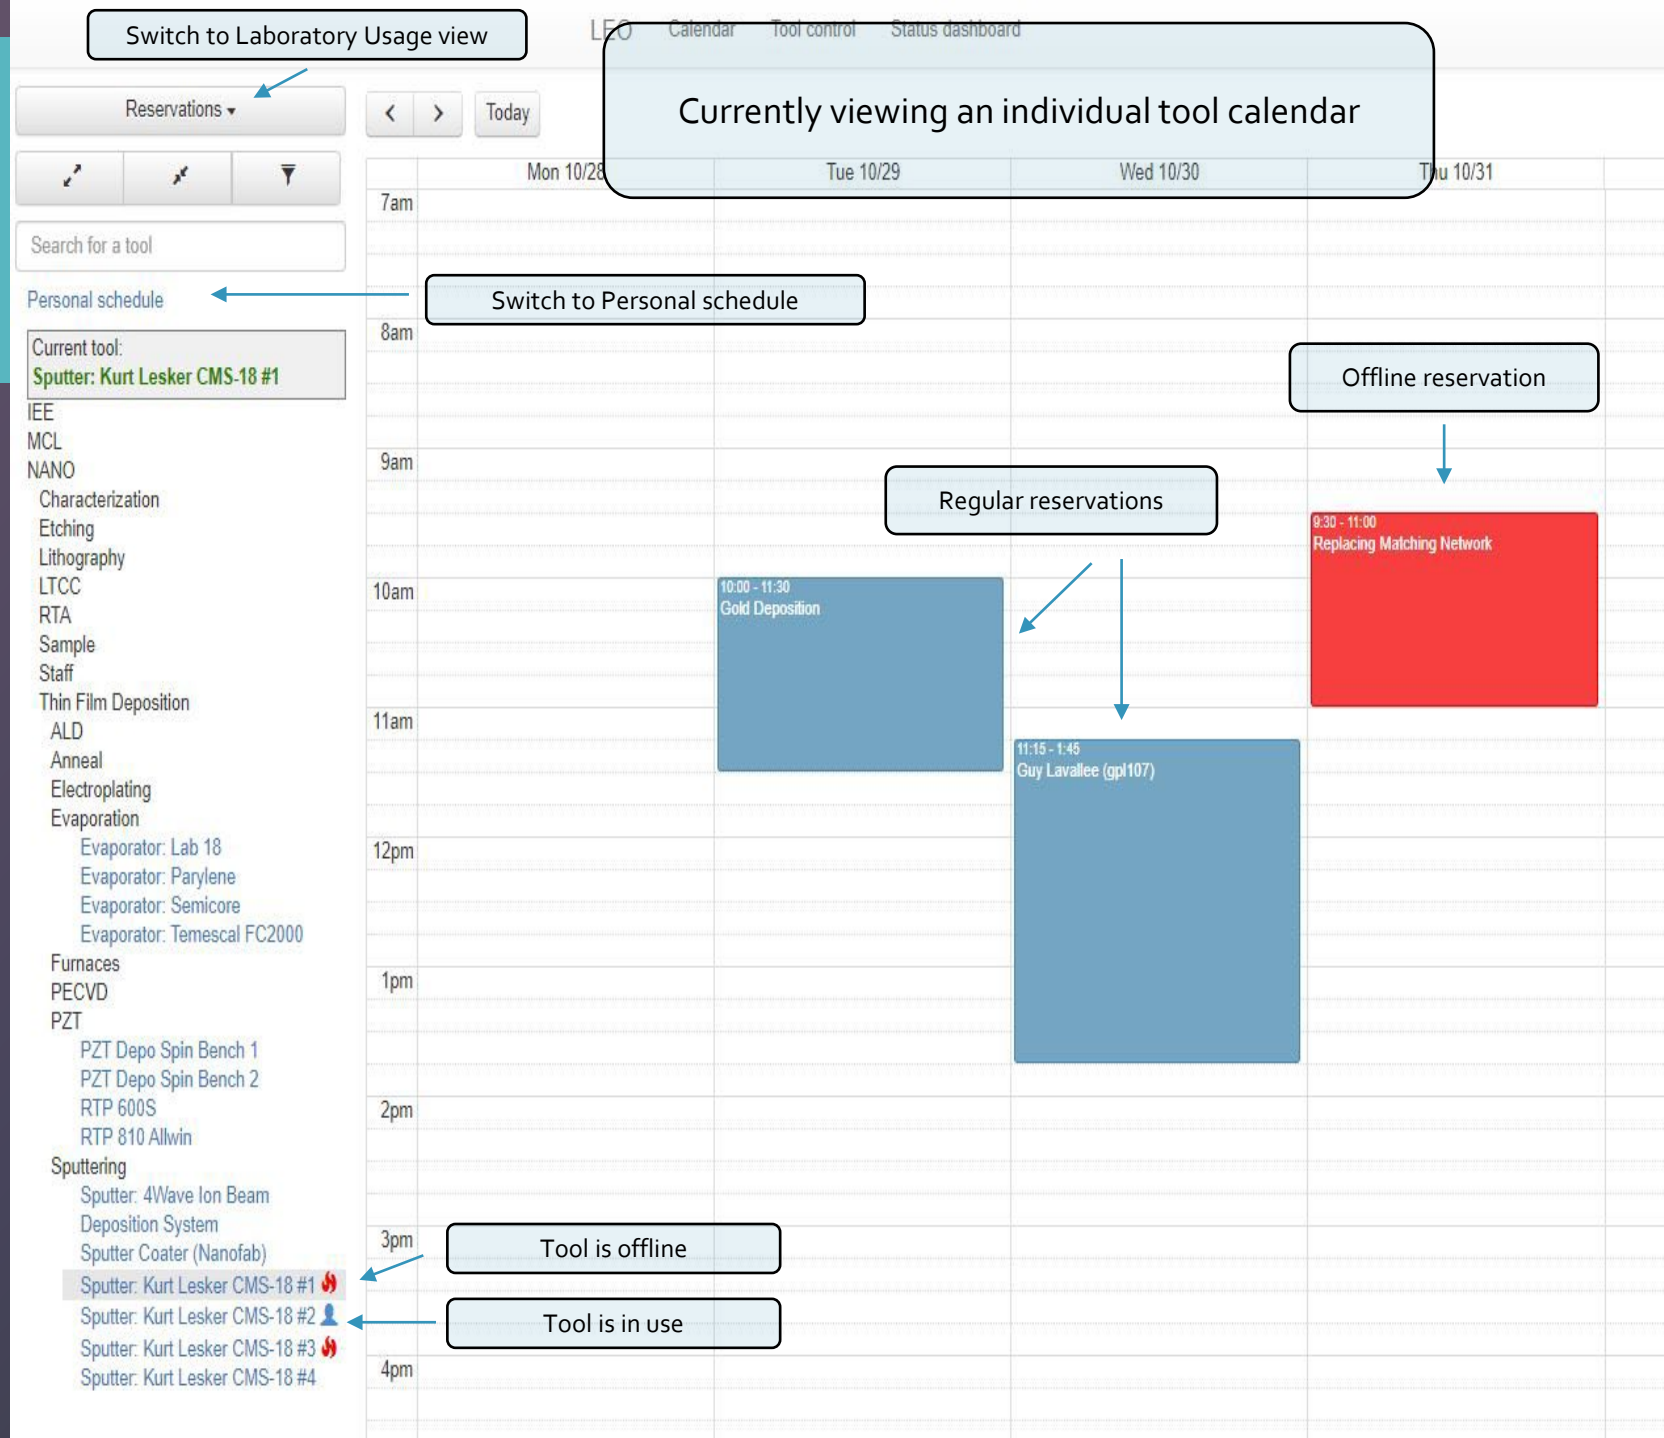 Switch to Laboratory Usage view
LEO Calendar Tool control Status dashboard
Currently viewing an individual tool calendar
Reservations
Today
Mon 10/28 Tue 10/29 Wed 10/30 Thu 10/31
Search for a tool
Personal schedule
Switch to Personal schedule
Current tool:
Sputter: Kurt Lesker CMS-18 #1
IEE
MCL
NANO
Characterization
Etching
Lithography
LTCC
RTA
Sample
Staff
Thin Film Deposition
ALD
Anneal
Electroplating
Evaporation
Evaporator: Lab 18
Evaporator: Parylene
Evaporator: Semicore
Evaporator: Temescal FC2000
Furnaces
PECVD
PZT
PZT Depo Spin Bench 1
PZT Depo Spin Bench 2
RTP 600S
RTP 810 Allwin
Sputtering
Sputter: 4Wave Ion Beam
Deposition System
Sputter Coater (Nanofab)
Sputter: Kurt Lesker CMS-18 #1
Sputter: Kurt Lesker CMS-18 #2
Sputter: Kurt Lesker CMS-18 #3
Sputter: Kurt Lesker CMS-18 #4
7am
8am
9am
10am
11am
12pm
1pm
2pm
3pm
4pm
Offline reservation
Regular reservations
9:30 - 11:00
Replacing Matching Network
10:00 - 11:30
Gold Deposition
11:15 - 1:45
Guy Lavallee (gpl107)
Tool is offline
Tool is in use